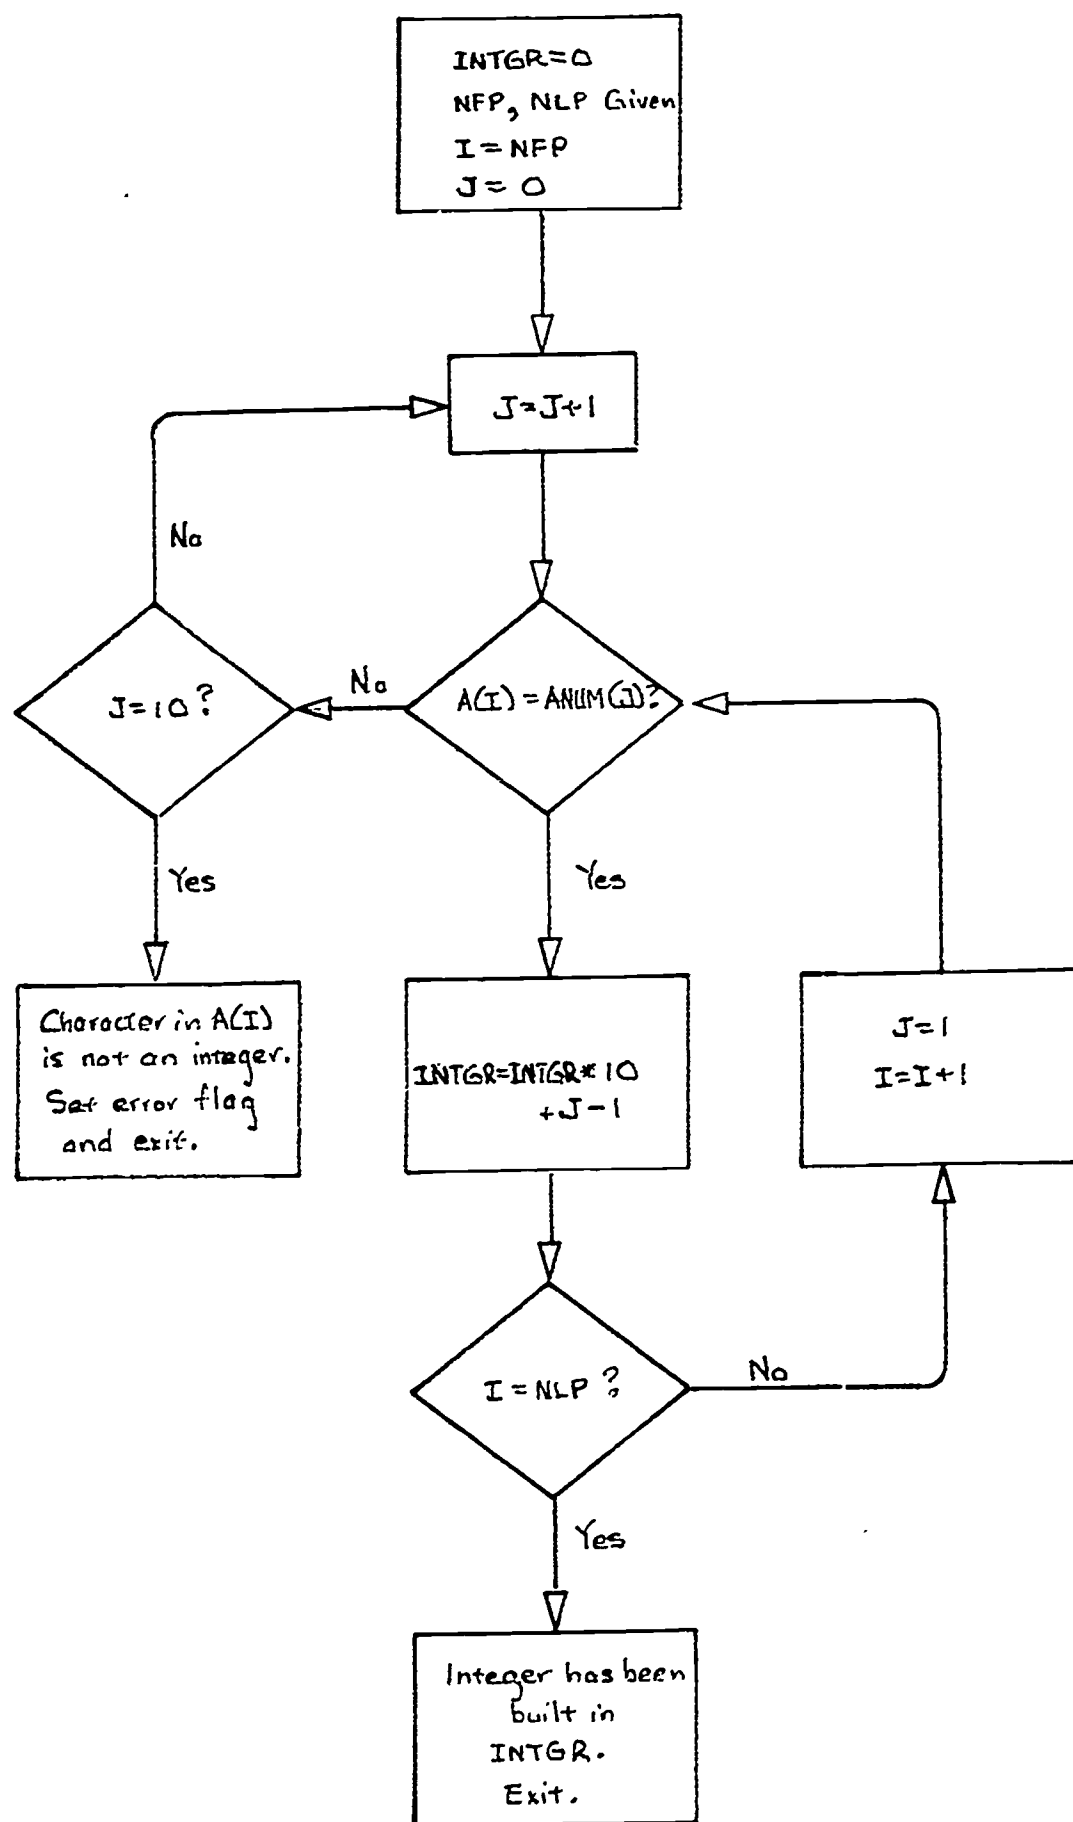 INTGR=0
NFP, NLP Given
I=NFP
J=0
J=J+1
No
J=10?
No
A(I)=ANUM(J)?
Yes
Yes
Character in A(I)
is not an integer.
Set error flag
and exit.
INTGR=INTGR*10
+J-1
J=1
I=I+1
I=NLP?
No
Yes
Integer has been
built in
INTGR.
Exit.